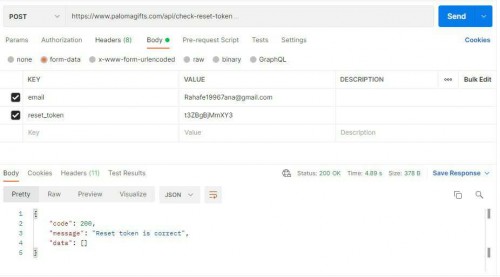 POST https://www.palomagifts.com/api/check-reset-token... Send
Params Authorization Headers (8) Body Pre-request Script Tests Settings Cookies
none form-data x-www-form-urlencoded raw binary GraphQL
KEY VALUE DESCRIPTION ooo Bulk Edit
email Rahafe19967ana@gmail.com
reset_token t3ZBgBjMmXY3
Key Value Description
Body Cookies Headers (11) Test Results Status: 200 OK Time: 4.89 s Size: 378 B Save Response
Pretty Raw Preview Visualize JSON
1 {
2 "code": 200,
3 "message": "Reset token is correct",
4 "data": []
5 }